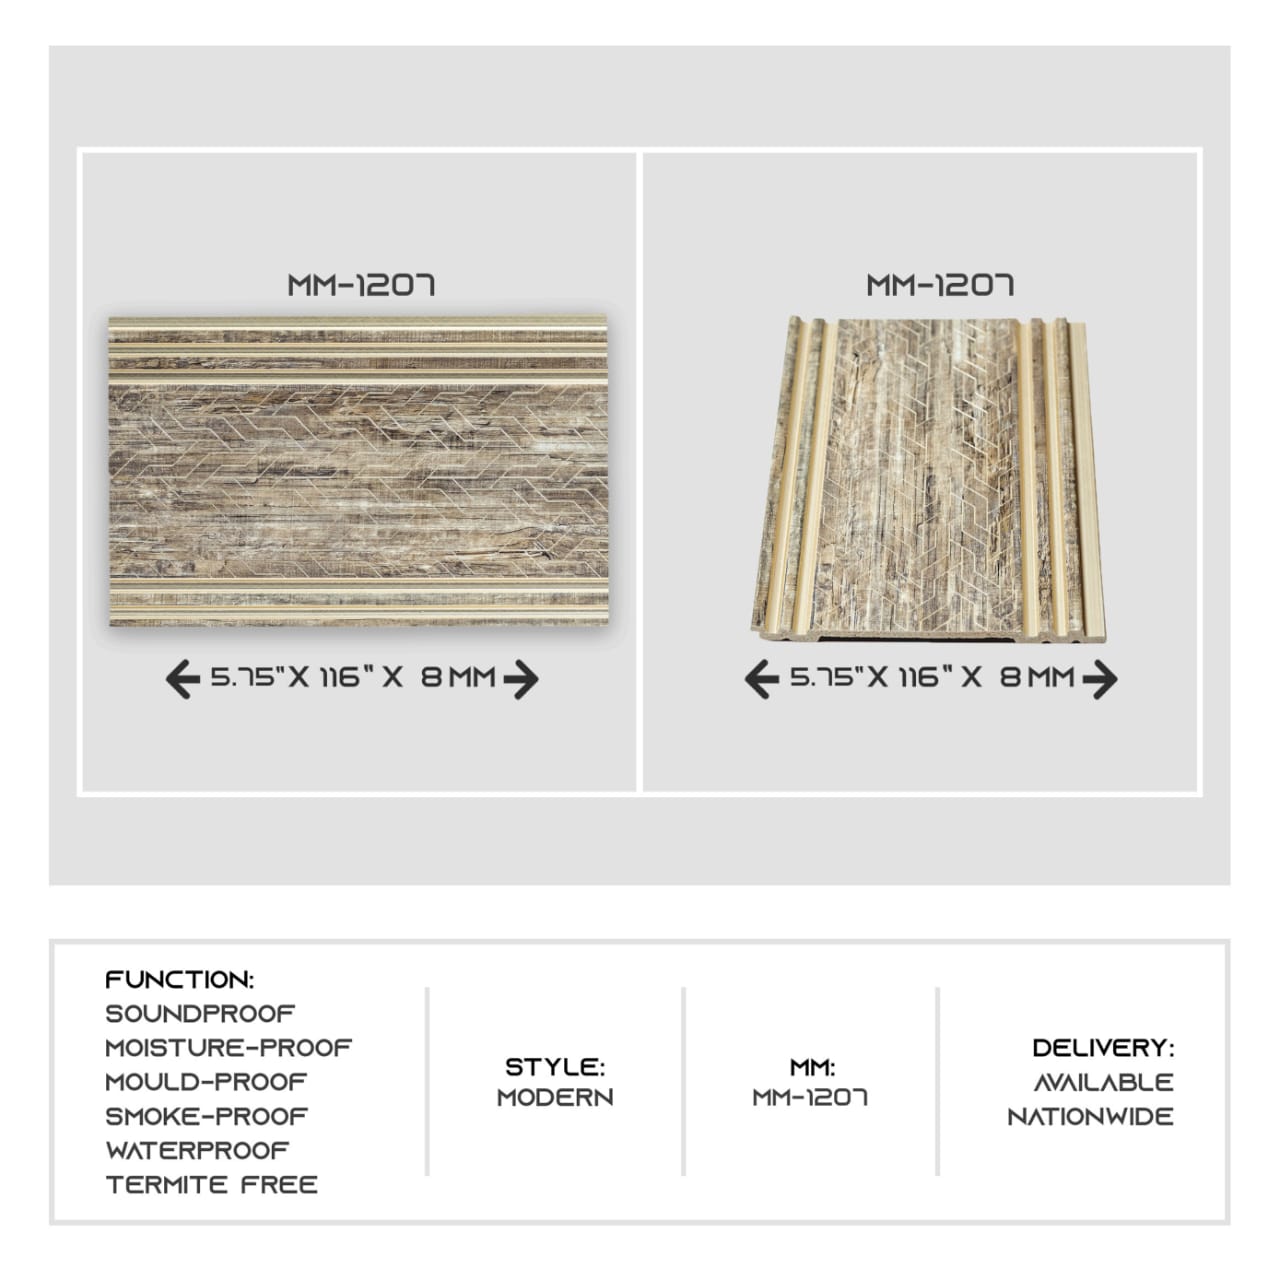 MM-1207
5.75"X 116" X 8 MM
MM-1207
5.75"X 116" X 8 MM
FUNCTION:
SOUNDPROOF
MOISTURE-PROOF
MOULD-PROOF
SMOKE-PROOF
WATERPROOF
TERMITE FREE
STYLE:
MODERN
MM:
MM-1207
DELIVERY:
AVAILABLE
NATIONWIDE